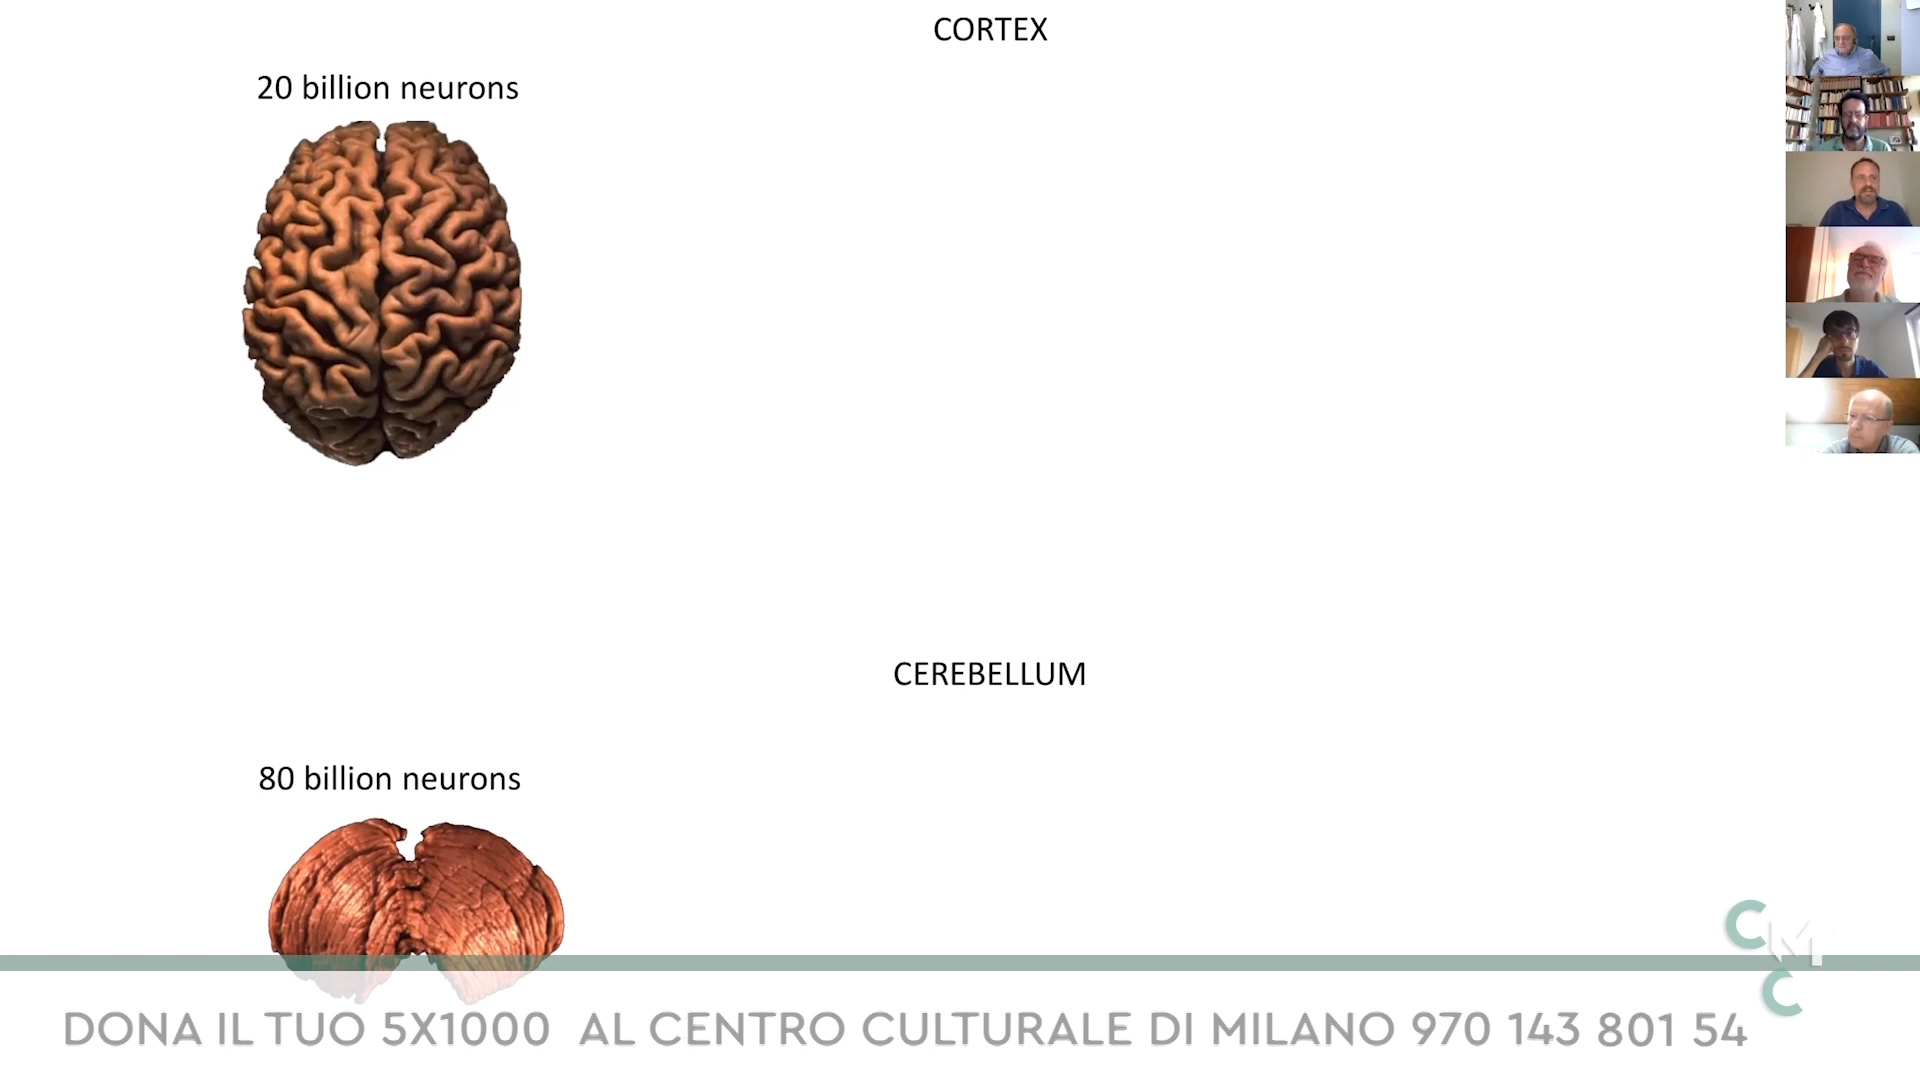 CORTEX
20 billion neurons
CEREBELLUM
80 billion neurons
CMC
DONA IL TUO 5X1000 AL CENTRO CULTURALE DI MILANO 970 143 801 54